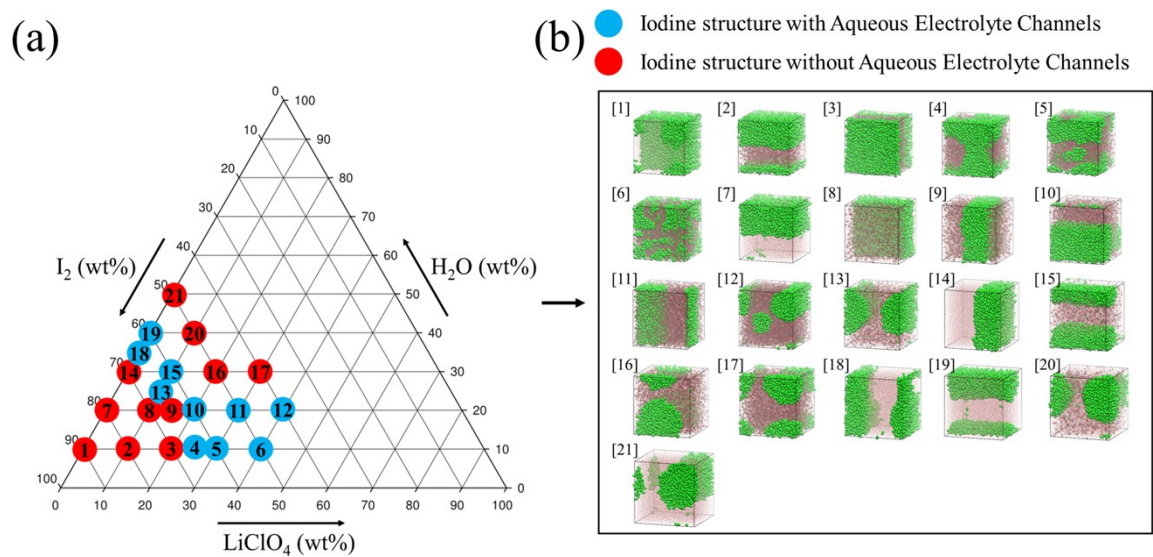 (a)
(b)
Iodine structure with Aqueous Electrolyte Channels
Iodine structure without Aqueous Electrolyte Channels
0
100
10
90
20
80
30
70
40
60
50
50
60
40
70
30
80
20
90
10
100
0
0 10 20 30 40 50 60 70 80 90 100
I₂ (wt%)
H₂O (wt%)
LiClO₄ (wt%)
21
19 20
18
14 15 16 17
13
7 8 9 10 11 12
1 2 3 4 5 6
[1] [2] [3] [4] [5]
[6] [7] [8] [9] [10]
[11] [12] [13] [14] [15]
[16] [17] [18] [19] [20]
[21]